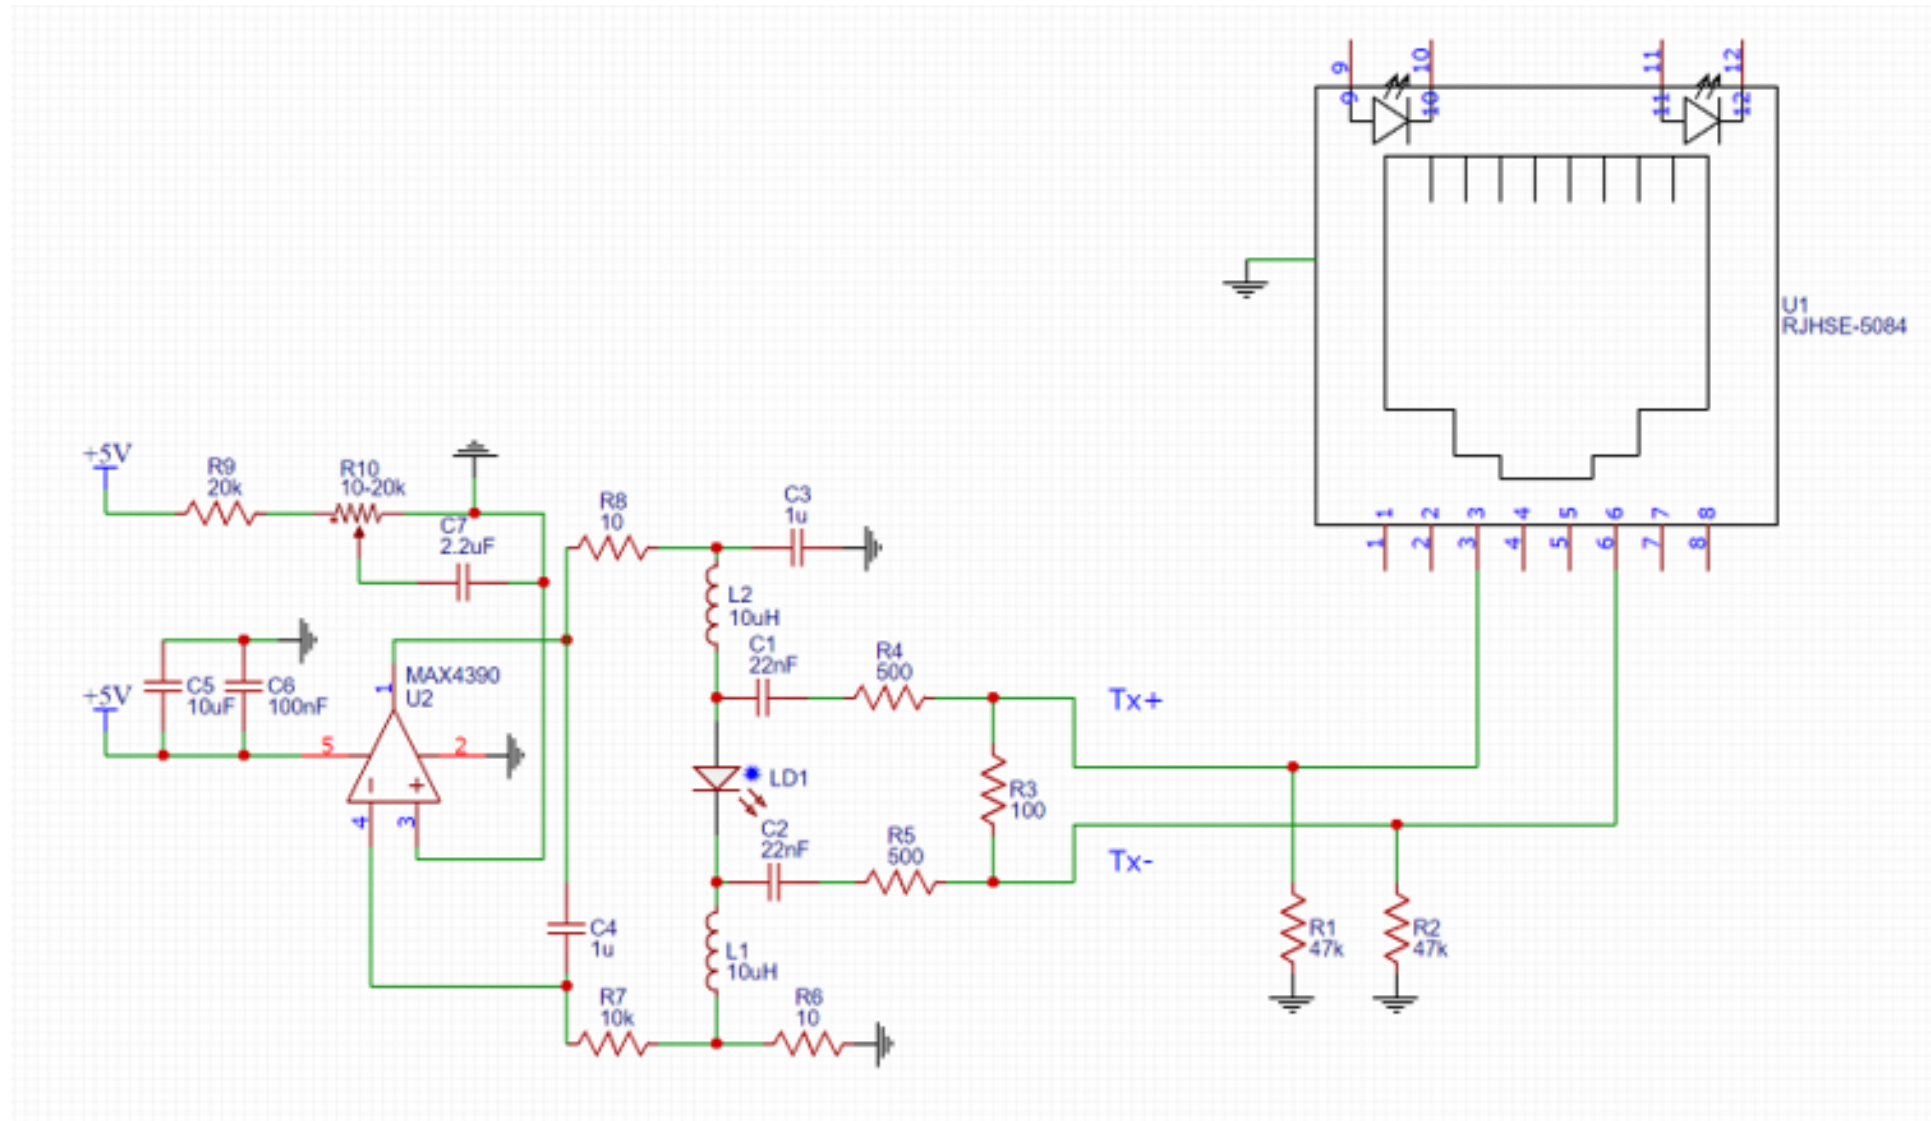 9
10
11
12
9
10
11
12
U1
RJHSE-5084
1
2
3
4
5
6
7
8
1
2
3
4
5
6
7
8
+5V
R9
20k
R10
10-20k
C7
2.2uF
R8
10
C3
1u
L2
10uH
C1
22nF
R4
500
+5V
C5
10uF
C6
100nF
1
MAX4390
U2
5
2
4
3
LD1
C2
22nF
R5
500
R3
100
Tx+
Tx-
C4
1u
L1
10uH
R7
10k
R6
10
R1
47k
R2
47k